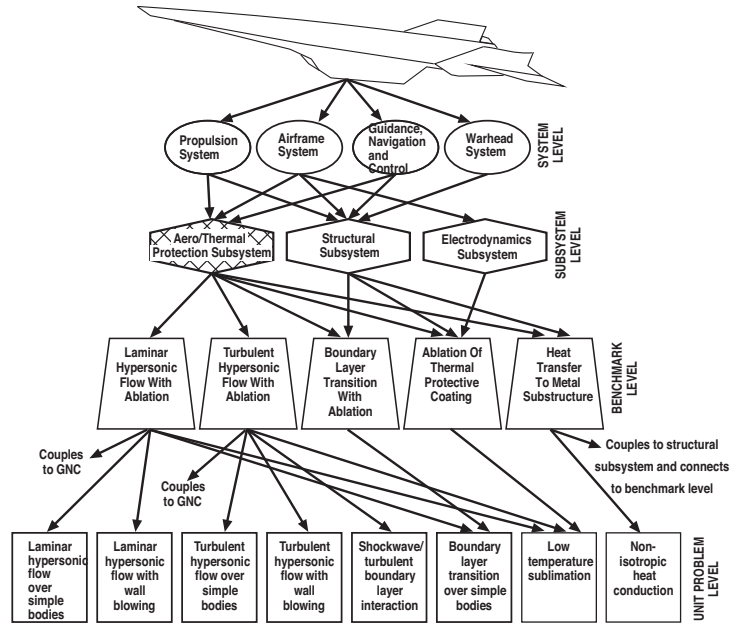 Propulsion
System
Airframe
System
Guidance,
Navigation
and
Control
Warhead
System
SYSTEM
LEVEL
Aero/Thermal
Protection Subsystem
Structural
Subsystem
Electrodynamics
Subsystem
SUBSYSTEM
LEVEL
Laminar
Hypersonic
Flow With
Ablation
Turbulent
Hypersonic
Flow With
Ablation
Boundary
Layer
Transition
With
Ablation
Ablation Of
Thermal
Protective
Coating
Heat
Transfer
To Metal
Substructure
BENCHMARK
LEVEL
Couples
to GNC
Couples
to GNC
Couples to structural
subsystem and connects
to benchmark level
Laminar
hypersonic
flow
over
simple
bodies
Laminar
hypersonic
flow with
wall
blowing
Turbulent
hypersonic
flow over
simple
bodies
Turbulent
hypersonic
flow with
wall
blowing
Shockwave/
turbulent
boundary
layer
interaction
Boundary
layer
transition
over simple
bodies
Low
temperature
sublimation
Non-
isotropic
heat
conduction
UNIT PROBLEM
LEVEL